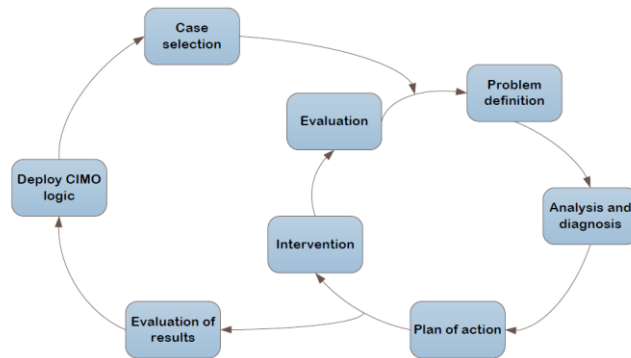 Case
selection
Problem
definition
Evaluation
Deploy CIMO
logic
Analysis and
diagnosis
Intervention
Evaluation of
results
Plan of action